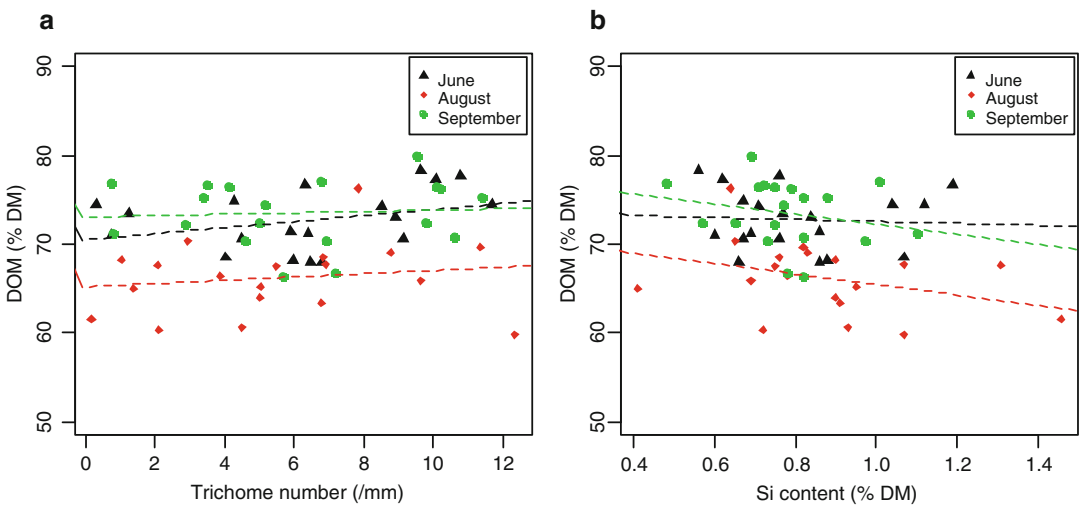 a
DOM (% DM)
90
80
70
60
50
June
August
September
0 2 4 6 8 10 12
Trichome number (/mm)
b
DOM (% DM)
90
80
70
60
50
June
August
September
0.4 0.6 0.8 1.0 1.2 1.4
Si content (% DM)